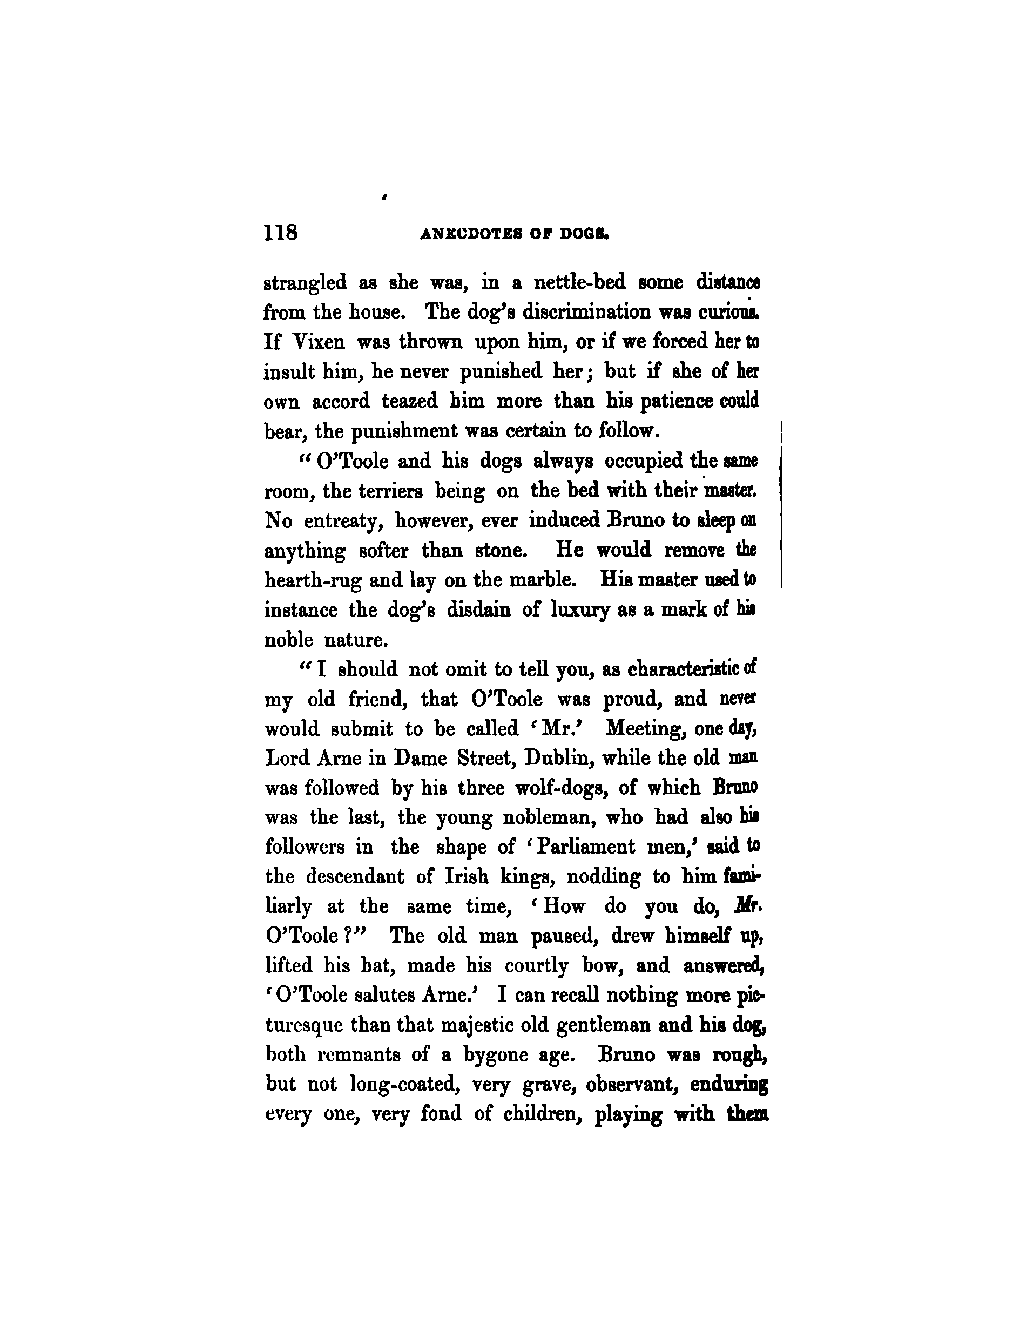 118 ANECDOTES OF DOGS.
strangled as she was, in a nettle-bed some distance
from the house. The dog's discrimination was curious.
If Vixen was thrown upon him, or if we forced her to
insult him, he never punished her; but if she of her
own accord teazed him more than his patience could
bear, the punishment was certain to follow.
"O'Toole and his dogs always occupied the same
room, the terriers being on the bed with their master.
No entreaty, however, ever induced Bruno to sleep on
anything softer than stone. He would remove the
hearth-rug and lay on the marble. His master used to
instance the dog's disdain of luxury as a mark of his
noble nature.
"I should not omit to tell you, as characteristic of
my old friend, that O'Toole was proud, and never
would submit to be called 'Mr.' Meeting, one day,
Lord Arne in Dame Street, Dublin, while the old man
was followed by his three wolf-dogs, of which Bruno
was the last, the young nobleman, who had also his
followers in the shape of 'Parliament men,' said to
the descendant of Irish kings, nodding to him fami-
liarly at the same time, 'How do you do, Mr.
O'Toole?" The old man paused, drew himself up,
lifted his hat, made his courtly bow, and answered,
'O'Toole salutes Arne.' I can recall nothing more pic-
turesque than that majestic old gentleman and his dog,
both remnants of a bygone age. Bruno was rough,
but not long-coated, very grave, observant, enduring
every one, very fond of children, playing with them